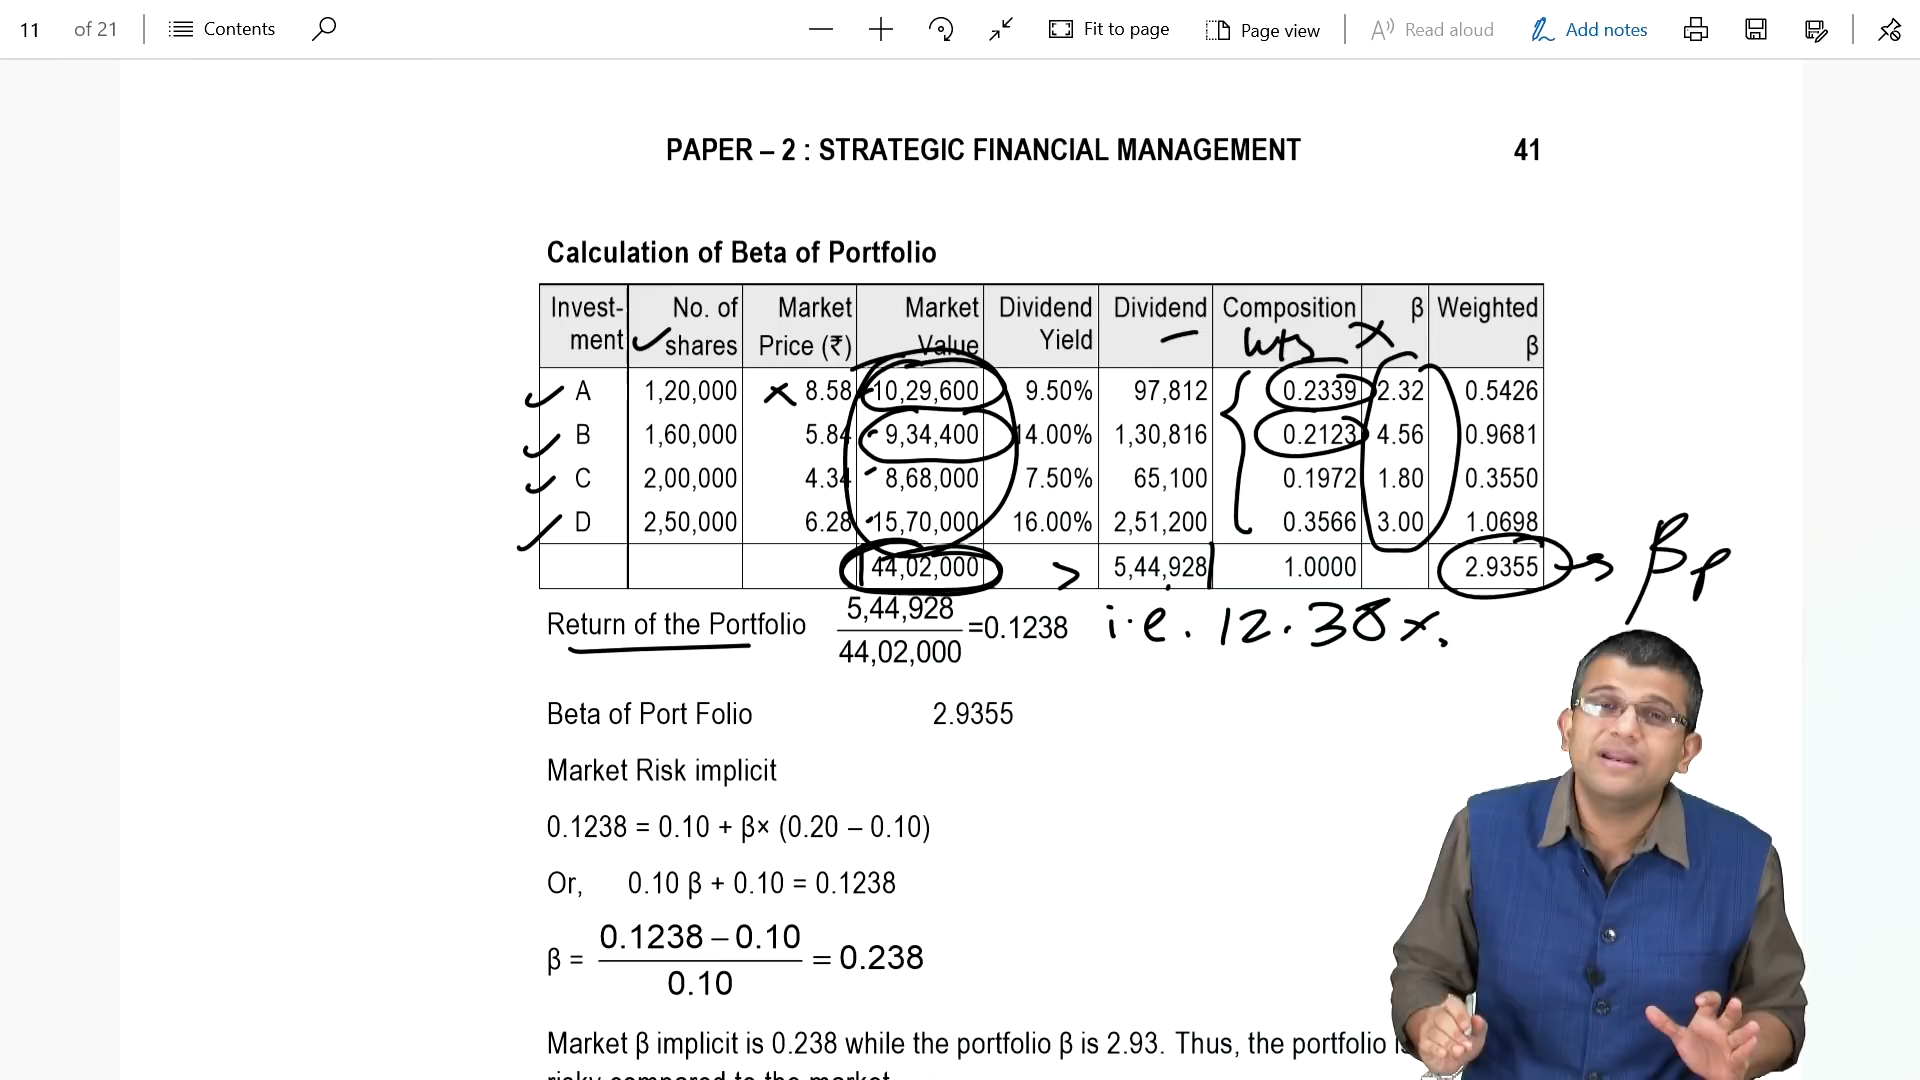 11 of 21 Contents Fit to page Page view Read aloud Add notes
PAPER – 2 : STRATEGIC FINANCIAL MANAGEMENT 41
Calculation of Beta of Portfolio
Invest-ment No. of shares Market Price (₹) Market Value Dividend Yield Dividend Composition β Weighted β
wts x
A 1,20,000 x 8.58 10,29,600 9.50% 97,812 0.2339 2.32 0.5426
B 1,60,000 5.84 9,34,400 14.00% 1,30,816 0.2123 4.56 0.9681
C 2,00,000 4.34 8,68,000 7.50% 65,100 0.1972 1.80 0.3550
D 2,50,000 6.28 15,70,000 16.00% 2,51,200 0.3566 3.00 1.0698
44,02,000 > 5,44,928 1.0000 2.9355 → βp
Return of the Portfolio 5,44,928 / 44,02,000 =0.1238 i.e. 12.38 %.
Beta of Port Folio 2.9355
Market Risk implicit
0.1238 = 0.10 + β× (0.20 – 0.10)
Or, 0.10 β + 0.10 = 0.1238
β = 0.1238 – 0.10 / 0.10 = 0.238
Market β implicit is 0.238 while the portfolio β is 2.93. Thus, the portfolio
risky compared to the market.